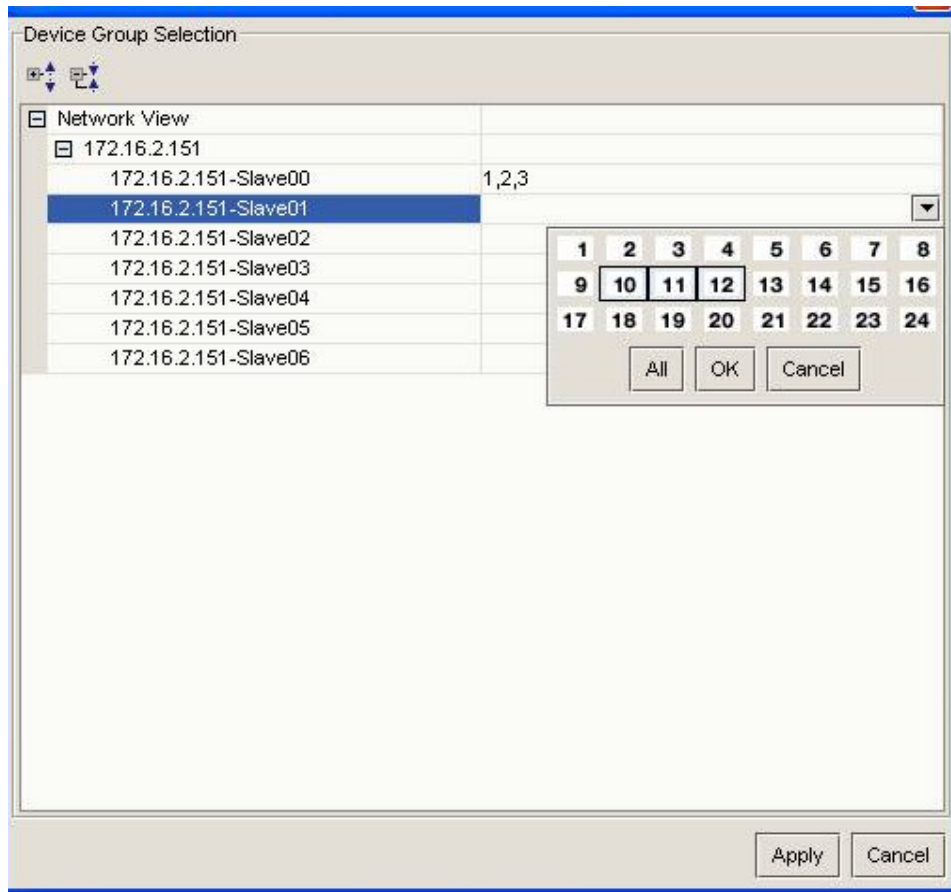 Device Group Selection
Network View
172.16.2.151
172.16.2.151-Slave00 1,2,3
172.16.2.151-Slave01
172.16.2.151-Slave02
172.16.2.151-Slave03
172.16.2.151-Slave04
172.16.2.151-Slave05
172.16.2.151-Slave06
1 2 3 4 5 6 7 8
9 10 11 12 13 14 15 16
17 18 19 20 21 22 23 24
All OK Cancel
Apply Cancel